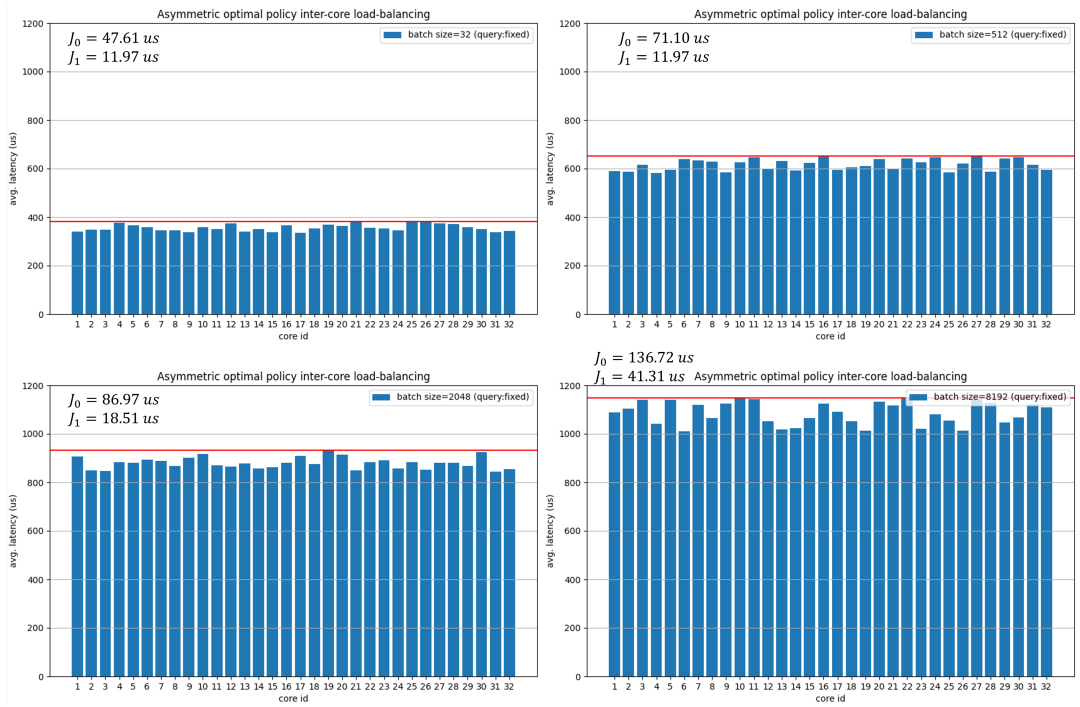 Asymmetric optimal policy inter-core load-balancing
J₀ = 47.61 us
J₁ = 11.97 us
batch size=32 (query:fixed)
1200
1000
800
600
400
200
0
avg. latency (us)
1 2 3 4 5 6 7 8 9 10 11 12 13 14 15 16 17 18 19 20 21 22 23 24 25 26 27 28 29 30 31 32
core id
Asymmetric optimal policy inter-core load-balancing
J₀ = 71.10 us
J₁ = 11.97 us
batch size=512 (query:fixed)
1200
1000
800
600
400
200
0
avg. latency (us)
1 2 3 4 5 6 7 8 9 10 11 12 13 14 15 16 17 18 19 20 21 22 23 24 25 26 27 28 29 30 31 32
core id
Asymmetric optimal policy inter-core load-balancing
J₀ = 86.97 us
J₁ = 18.51 us
batch size=2048 (query:fixed)
1200
1000
800
600
400
200
0
avg. latency (us)
1 2 3 4 5 6 7 8 9 10 11 12 13 14 15 16 17 18 19 20 21 22 23 24 25 26 27 28 29 30 31 32
core id
J₀ = 136.72 us
J₁ = 41.31 us
Asymmetric optimal policy inter-core load-balancing
batch size=8192 (query:fixed)
1200
1000
800
600
400
200
0
avg. latency (us)
1 2 3 4 5 6 7 8 9 10 11 12 13 14 15 16 17 18 19 20 21 22 23 24 25 26 27 28 29 30 31 32
core id